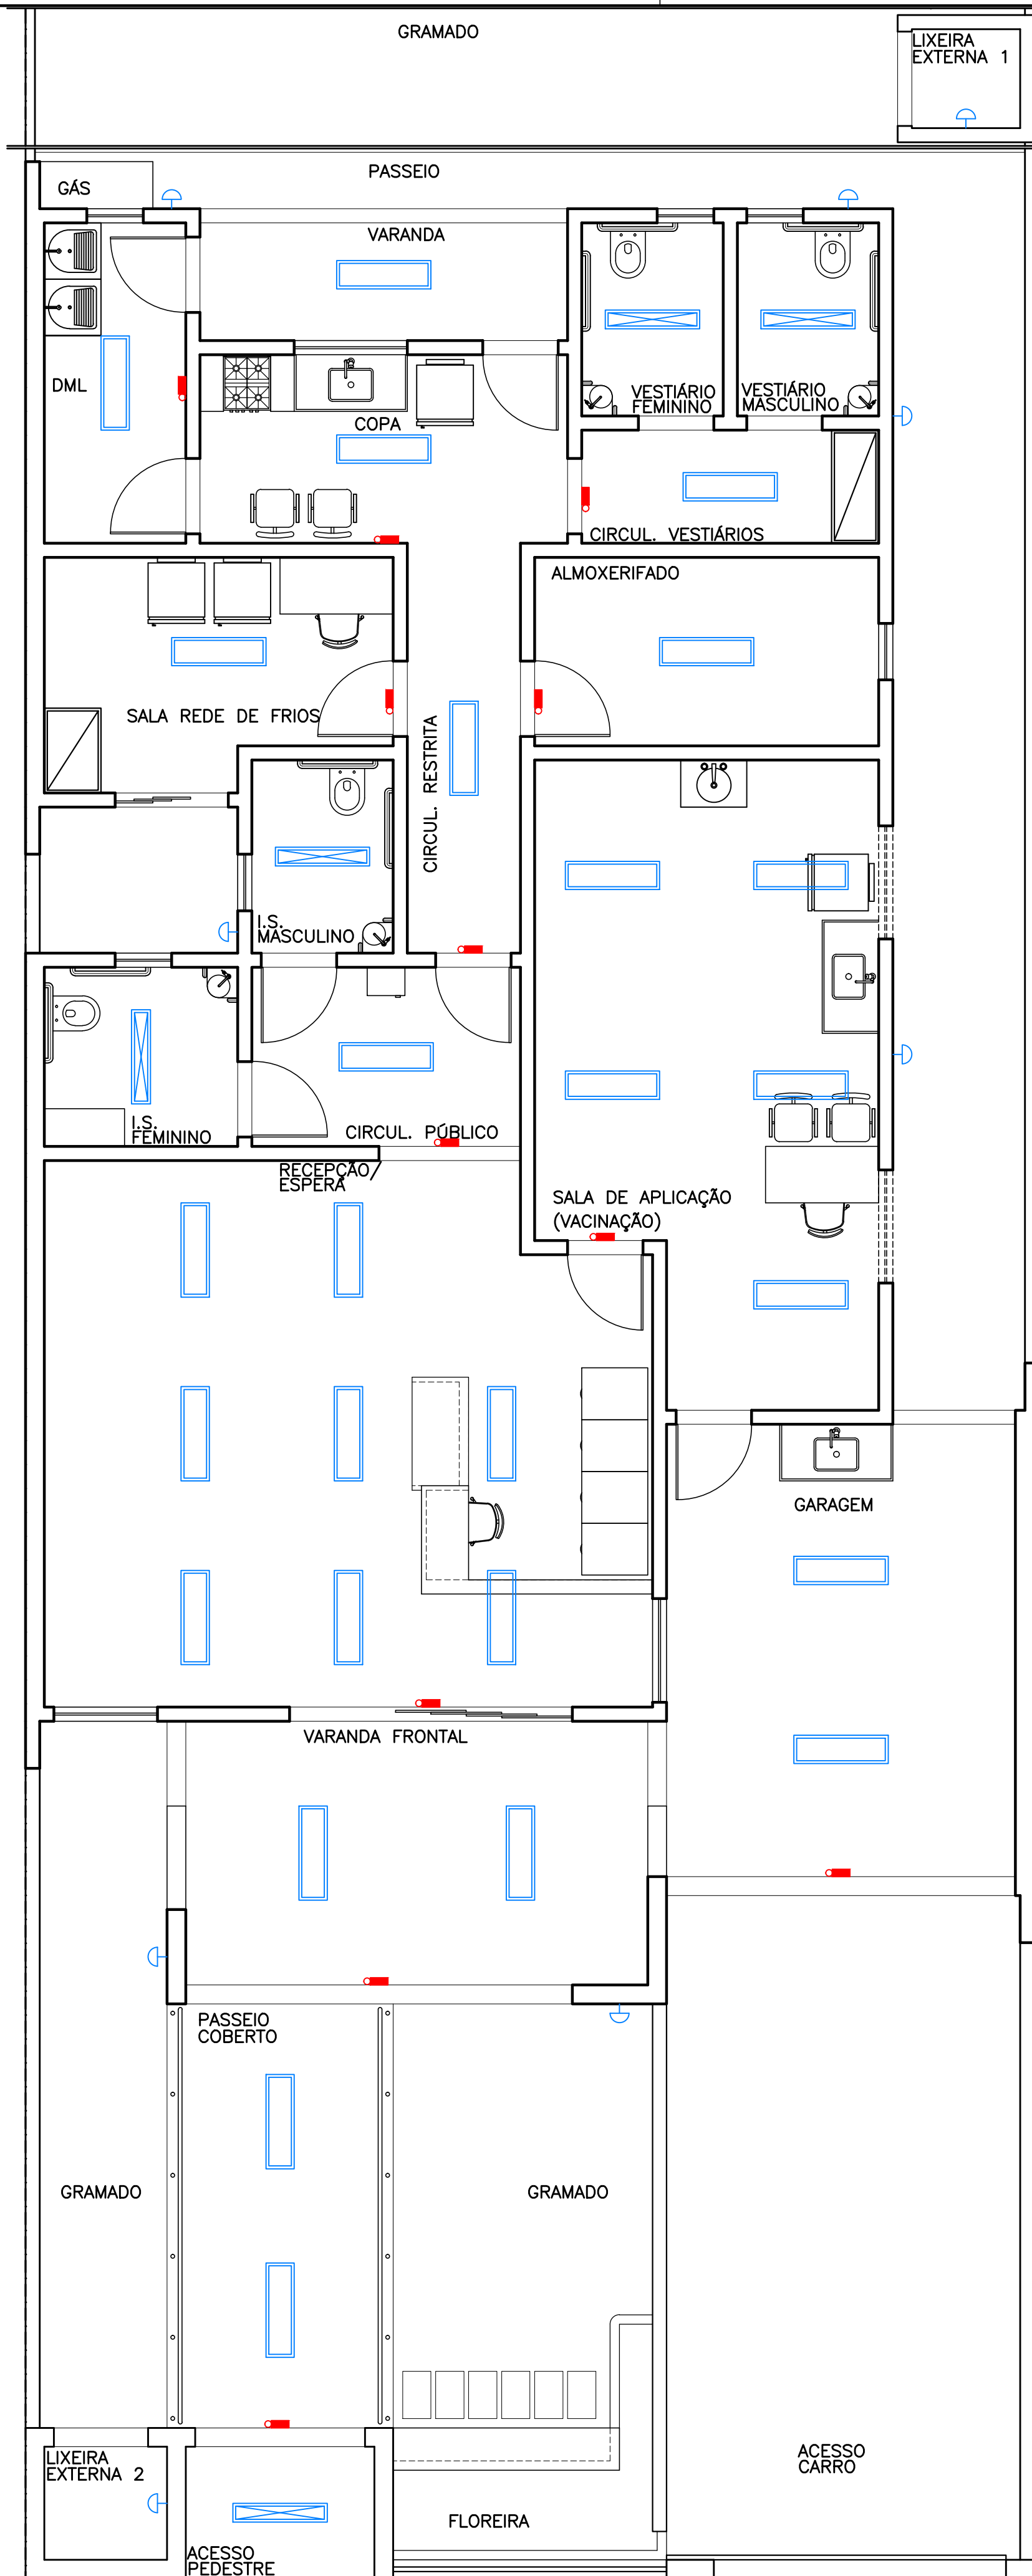 GRAMADO
LIXEIRA
EXTERNA 1
PASSEIO
GÁS
VARANDA
DML
VESTIÁRIO
FEMININO
VESTIÁRIO
MASCULINO
COPA
CIRCUL. VESTIÁRIOS
ALMOXERIFADO
SALA REDE DE FRIOS
CIRCUL. RESTRITA
I.S.
MASCULINO
I.S.
FEMININO
CIRCUL. PÚBLICO
RECEPÇÃO/
ESPERA
SALA DE APLICAÇÃO
(VACINAÇÃO)
GARAGEM
VARANDA FRONTAL
PASSEIO
COBERTO
GRAMADO
GRAMADO
LIXEIRA
EXTERNA 2
ACESSO
CARRO
FLOREIRA
ACESSO
PEDESTRE